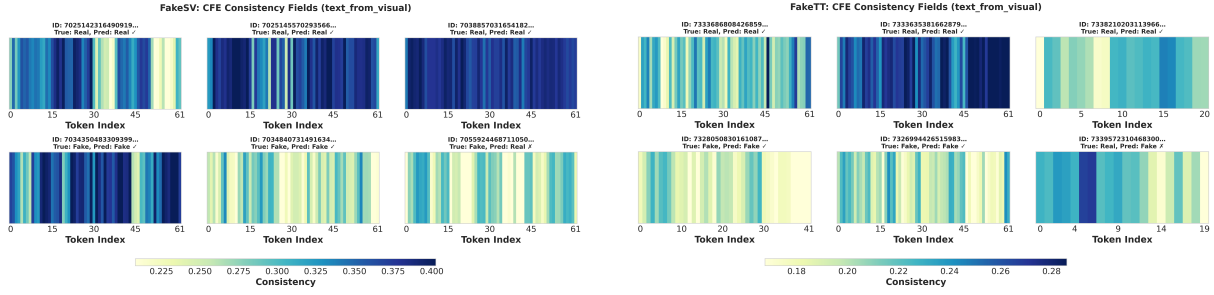 FakeSV: CFE Consistency Fields (text_from_visual)
ID: 7025142316490919...
True: Real, Pred: Real ✓
0 15 30 45 61
Token Index
ID: 7025145570293566...
True: Real, Pred: Real ✓
0 15 30 45 61
Token Index
ID: 7038857031654182...
True: Real, Pred: Real ✓
0 15 30 45 61
Token Index
ID: 7034350483309399...
True: Fake, Pred: Fake ✓
0 15 30 45 61
Token Index
ID: 7034840731491634...
True: Fake, Pred: Fake ✓
0 15 30 45 61
Token Index
ID: 7055924468711050...
True: Fake, Pred: Real ✗
0 15 30 45 61
Token Index
0.225 0.250 0.275 0.300 0.325 0.350 0.375 0.400
Consistency
FakeTT: CFE Consistency Fields (text_from_visual)
ID: 7333686808426859...
True: Real, Pred: Real ✓
0 15 30 45 61
Token Index
ID: 7333635381662879...
True: Real, Pred: Real ✓
0 15 30 45 61
Token Index
ID: 7338210203113966...
True: Real, Pred: Real ✓
0 5 10 15 20
Token Index
ID: 7328050830161087...
True: Fake, Pred: Fake ✓
0 10 20 30 41
Token Index
ID: 7326994426515983...
True: Fake, Pred: Fake ✓
0 15 30 45 61
Token Index
ID: 7339572310468300...
True: Real, Pred: Fake ✗
0 4 9 14 19
Token Index
0.18 0.20 0.22 0.24 0.26 0.28
Consistency